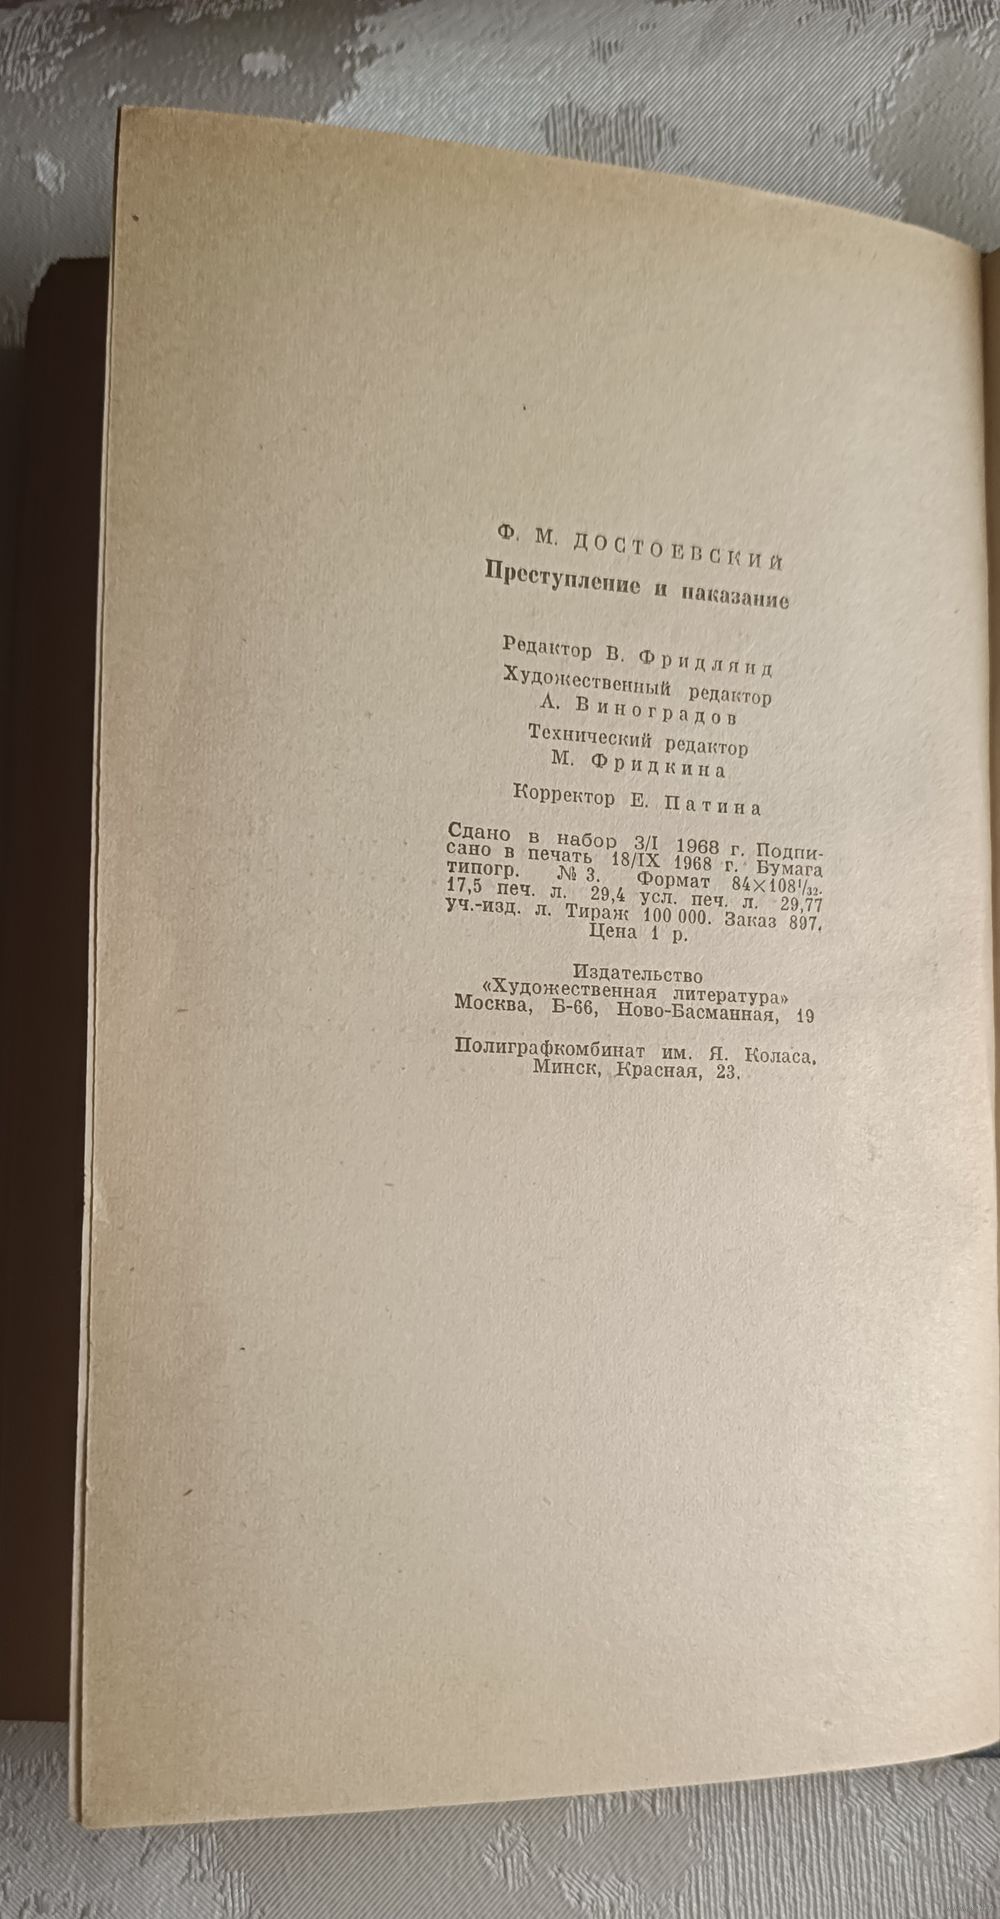 Ф. М. ДОСТОЕВСКИЙ
Преступление и наказание
Редактор В. Фридлянд
Художественный редактор
А. Виноградов
Технический редактор
М. Фридкина
Корректор Е. Патина
Сдано в набор 3/I 1968 г. Подпи-
сано в печать 18/IX 1968 г. Бумага
типогр. № 3. Формат 84×108¹/₃₂.
17,5 печ. л. 29,4 усл. печ. л. 29,77
уч.-изд. л. Тираж 100 000. Заказ 897.
Цена 1 р.
Издательство
«Художественная литература»
Москва, Б-66, Ново-Басманная, 19
Полиграфкомбинат им. Я. Коласа.
Минск, Красная, 23.